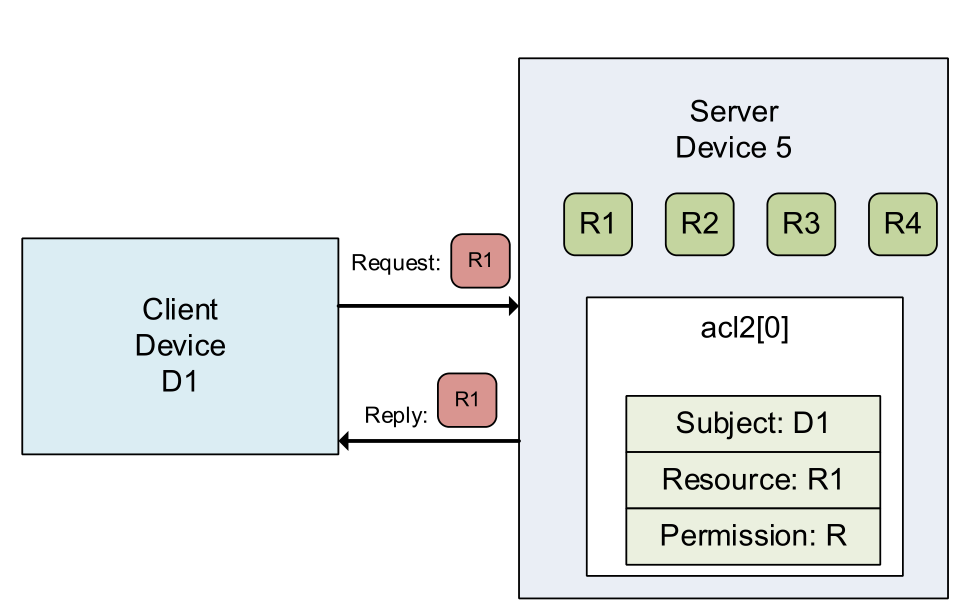 Server
Device 5
R1 R2 R3 R4
Request: R1
Client
Device
D1
Reply: R1
acl2[0]
Subject: D1
Resource: R1
Permission: R